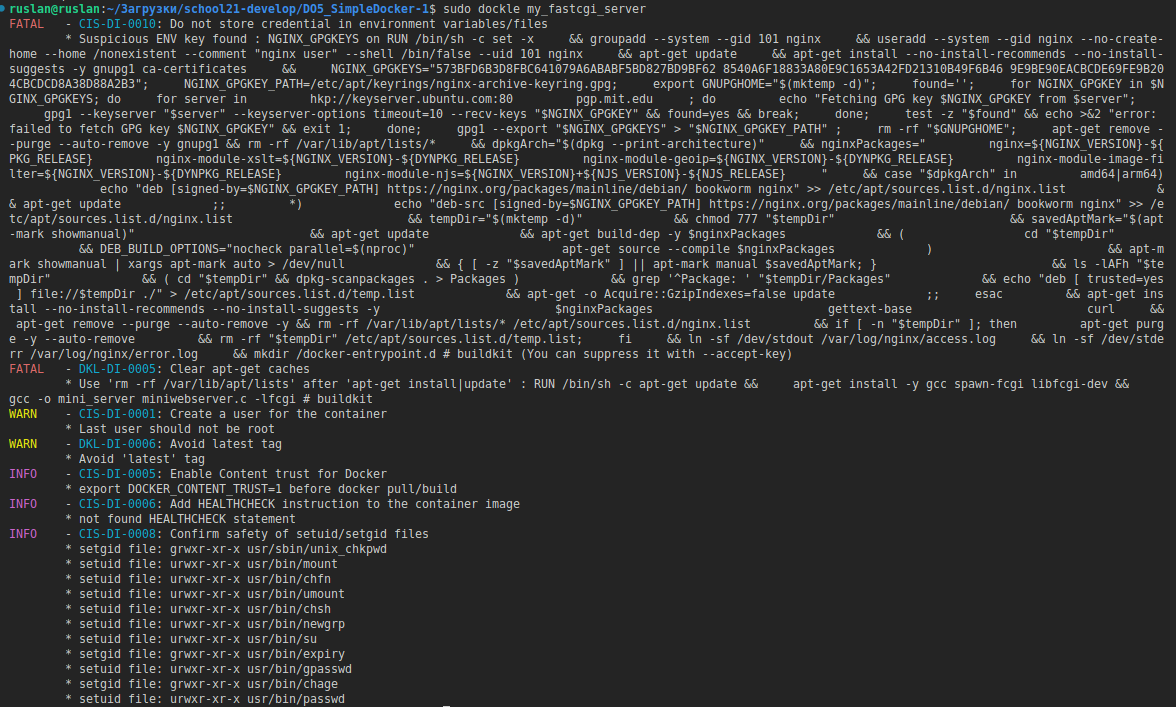 ruslan@ruslan:~/Загрузки/school21-develop/DO5_SimpleDocker-1$ sudo dockle my_fastcgi_server
FATAL   - CIS-DI-0010: Do not store credential in environment variables/files
        * Suspicious ENV key found : NGINX_GPGKEYS on RUN /bin/sh -c set -x     && groupadd --system --gid 101 nginx     && useradd --system --gid nginx --no-create-
home --home /nonexistent --comment "nginx user" --shell /bin/false --uid 101 nginx     && apt-get update     && apt-get install --no-install-recommends --no-install-
suggests -y gnupg1 ca-certificates     &&     NGINX_GPGKEYS="573BFD6B3D8FBC641079A6ABABF5BD827BD9BF62 8540A6F18833A80E9C1653A42FD21310B49F6B46 9E9BE90EACBCDE69FE9B20
4CBCDCD8A38D88A2B3";     NGINX_GPGKEY_PATH=/etc/apt/keyrings/nginx-archive-keyring.gpg;     export GNUPGHOME="$(mktemp -d)";     found='';     for NGINX_GPGKEY in $N
GINX_GPGKEYS; do     for server in         hkp://keyserver.ubuntu.com:80         pgp.mit.edu     ; do         echo "Fetching GPG key $NGINX_GPGKEY from $server";
     gpg1 --keyserver "$server" --keyserver-options timeout=10 --recv-keys "$NGINX_GPGKEY" && found=yes && break;     done;     test -z "$found" && echo >&2 "error:
failed to fetch GPG key $NGINX_GPGKEY" && exit 1;     done;     gpg1 --export "$NGINX_GPGKEYS" > "$NGINX_GPGKEY_PATH" ;     rm -rf "$GNUPGHOME";     apt-get remove -
-purge --auto-remove -y gnupg1 && rm -rf /var/lib/apt/lists/*     && dpkgArch="$(dpkg --print-architecture)"     && nginxPackages="         nginx=${NGINX_VERSION}-${
PKG_RELEASE}         nginx-module-xslt=${NGINX_VERSION}-${DYNPKG_RELEASE}         nginx-module-geoip=${NGINX_VERSION}-${DYNPKG_RELEASE}         nginx-module-image-fi
lter=${NGINX_VERSION}-${DYNPKG_RELEASE}         nginx-module-njs=${NGINX_VERSION}+${NJS_VERSION}-${NJS_RELEASE}     "     && case "$dpkgArch" in         amd64|arm64)
             echo "deb [signed-by=$NGINX_GPGKEY_PATH] https://nginx.org/packages/mainline/debian/ bookworm nginx" >> /etc/apt/sources.list.d/nginx.list             &
& apt-get update             ;;         *)             echo "deb-src [signed-by=$NGINX_GPGKEY_PATH] https://nginx.org/packages/mainline/debian/ bookworm nginx" >> /e
tc/apt/sources.list.d/nginx.list                         && tempDir="$(mktemp -d)"             && chmod 777 "$tempDir"                         && savedAptMark="$(apt
-mark showmanual)"                         && apt-get update             && apt-get build-dep -y $nginxPackages             && (                 cd "$tempDir"
          && DEB_BUILD_OPTIONS="nocheck parallel=$(nproc)"                     apt-get source --compile $nginxPackages             )                         && apt-m
ark showmanual | xargs apt-mark auto > /dev/null             && { [ -z "$savedAptMark" ] || apt-mark manual $savedAptMark; }                         && ls -lAFh "$te
mpDir"             && ( cd "$tempDir" && dpkg-scanpackages . > Packages )             && grep '^Package: ' "$tempDir/Packages"             && echo "deb [ trusted=yes
 ] file://$tempDir ./" > /etc/apt/sources.list.d/temp.list             && apt-get -o Acquire::GzipIndexes=false update             ;;     esac         && apt-get ins
tall --no-install-recommends --no-install-suggests -y                         $nginxPackages                         gettext-base                         curl     &&
 apt-get remove --purge --auto-remove -y && rm -rf /var/lib/apt/lists/* /etc/apt/sources.list.d/nginx.list         && if [ -n "$tempDir" ]; then         apt-get purg
e -y --auto-remove         && rm -rf "$tempDir" /etc/apt/sources.list.d/temp.list;     fi     && ln -sf /dev/stdout /var/log/nginx/access.log     && ln -sf /dev/stde
rr /var/log/nginx/error.log     && mkdir /docker-entrypoint.d # buildkit (You can suppress it with --accept-key)
FATAL   - DKL-DI-0005: Clear apt-get caches
        * Use 'rm -rf /var/lib/apt/lists' after 'apt-get install|update' : RUN /bin/sh -c apt-get update &&     apt-get install -y gcc spawn-fcgi libfcgi-dev &&
gcc -o mini_server miniwebserver.c -lfcgi # buildkit
WARN    - CIS-DI-0001: Create a user for the container
        * Last user should not be root
WARN    - DKL-DI-0006: Avoid latest tag
        * Avoid 'latest' tag
INFO    - CIS-DI-0005: Enable Content trust for Docker
        * export DOCKER_CONTENT_TRUST=1 before docker pull/build
INFO    - CIS-DI-0006: Add HEALTHCHECK instruction to the container image
        * not found HEALTHCHECK statement
INFO    - CIS-DI-0008: Confirm safety of setuid/setgid files
        * setgid file: grwxr-xr-x usr/sbin/unix_chkpwd
        * setuid file: urwxr-xr-x usr/bin/mount
        * setuid file: urwxr-xr-x usr/bin/chfn
        * setuid file: urwxr-xr-x usr/bin/umount
        * setuid file: urwxr-xr-x usr/bin/chsh
        * setuid file: urwxr-xr-x usr/bin/newgrp
        * setuid file: urwxr-xr-x usr/bin/su
        * setgid file: grwxr-xr-x usr/bin/expiry
        * setuid file: urwxr-xr-x usr/bin/gpasswd
        * setgid file: grwxr-xr-x usr/bin/chage
        * setuid file: urwxr-xr-x usr/bin/passwd